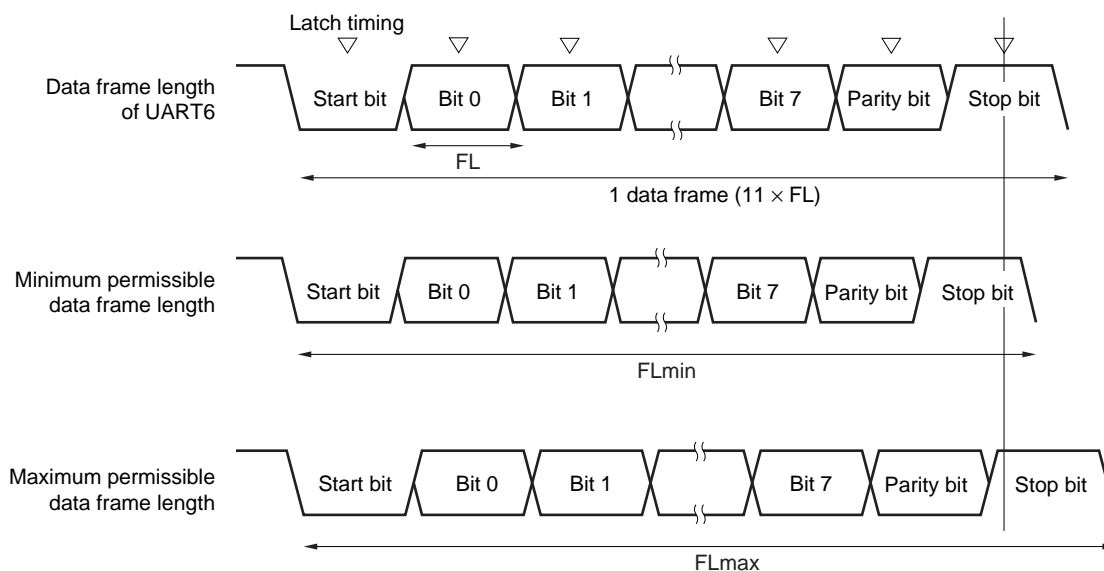 Latch timing
Data frame length
of UART6
Start bit
Bit 0
Bit 1
Bit 7
Parity bit
Stop bit
FL
1 data frame (11 × FL)
Minimum permissible
data frame length
Start bit
Bit 0
Bit 1
Bit 7
Parity bit
Stop bit
FLmin
Maximum permissible
data frame length
Start bit
Bit 0
Bit 1
Bit 7
Parity bit
Stop bit
FLmax